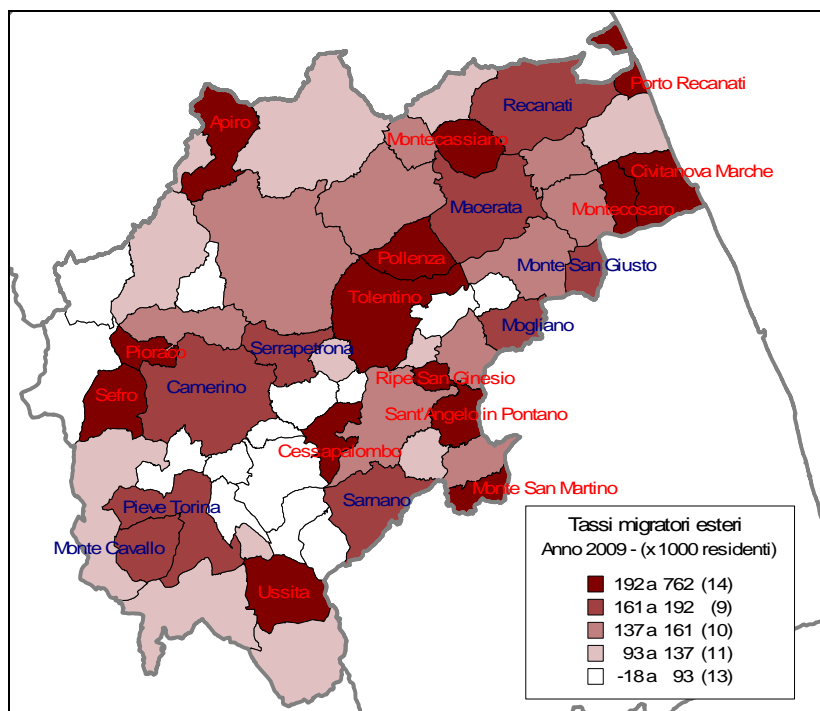 Porto Recanati
Recanati
Apiro
Montecassiano
Civitanova Marche
Macerata
Montecosaro
Pollenza
Monte San Giusto
Tolentino
Mogliano
Pioraco
Serrapetrona
Ripe San Ginesio
Sefro
Camerino
Sant'Angelo in Pontano
Cessapalombo
Monte San Martino
Sarnano
Pieve Torina
Monte Cavallo
Ussita
Tassi migratori esteri
Anno 2009 - (x 1000 residenti)
192 a 762 (14)
161 a 192 (9)
137 a 161 (10)
93 a 137 (11)
-18 a 93 (13)